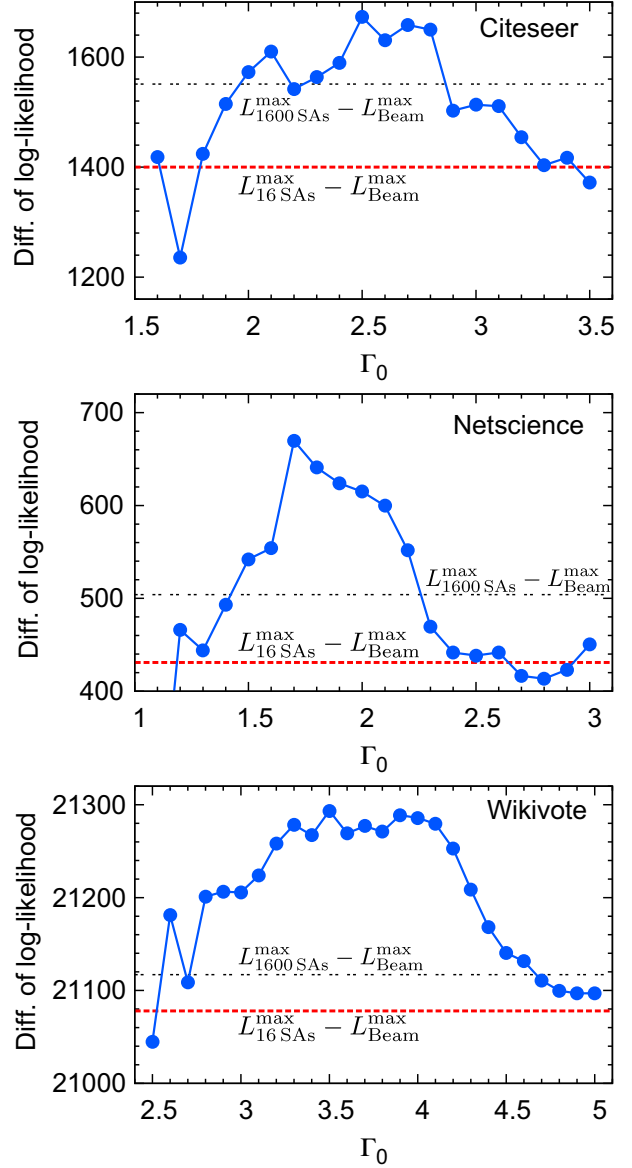 Citeseer
Diff. of log-likelihood
1600
1400
1200
L^max_1600 SAs − L^max_Beam
L^max_16 SAs − L^max_Beam
1.5 2 2.5 3 3.5
Γ0
Netscience
Diff. of log-likelihood
700
600
500
400
L^max_1600 SAs − L^max_Beam
L^max_16 SAs − L^max_Beam
1 1.5 2 2.5 3
Γ0
Wikivote
Diff. of log-likelihood
21300
21200
21100
21000
L^max_1600 SAs − L^max_Beam
L^max_16 SAs − L^max_Beam
2.5 3 3.5 4 4.5 5
Γ0